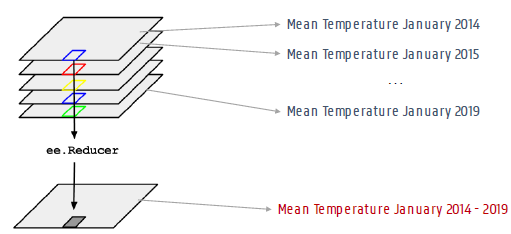 Mean Temperature January 2014
Mean Temperature January 2015
...
Mean Temperature January 2019
ee.Reducer
Mean Temperature January 2014 - 2019